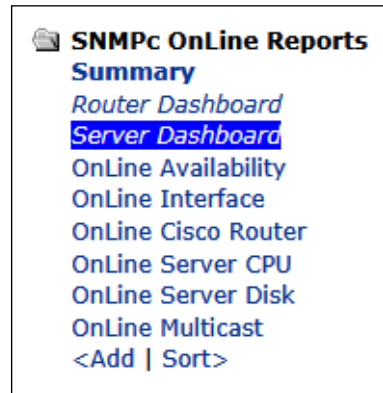 SNMPc OnLine Reports
Summary
Router Dashboard
Server Dashboard
OnLine Availability
OnLine Interface
OnLine Cisco Router
OnLine Server CPU
OnLine Server Disk
OnLine Multicast
<Add | Sort>